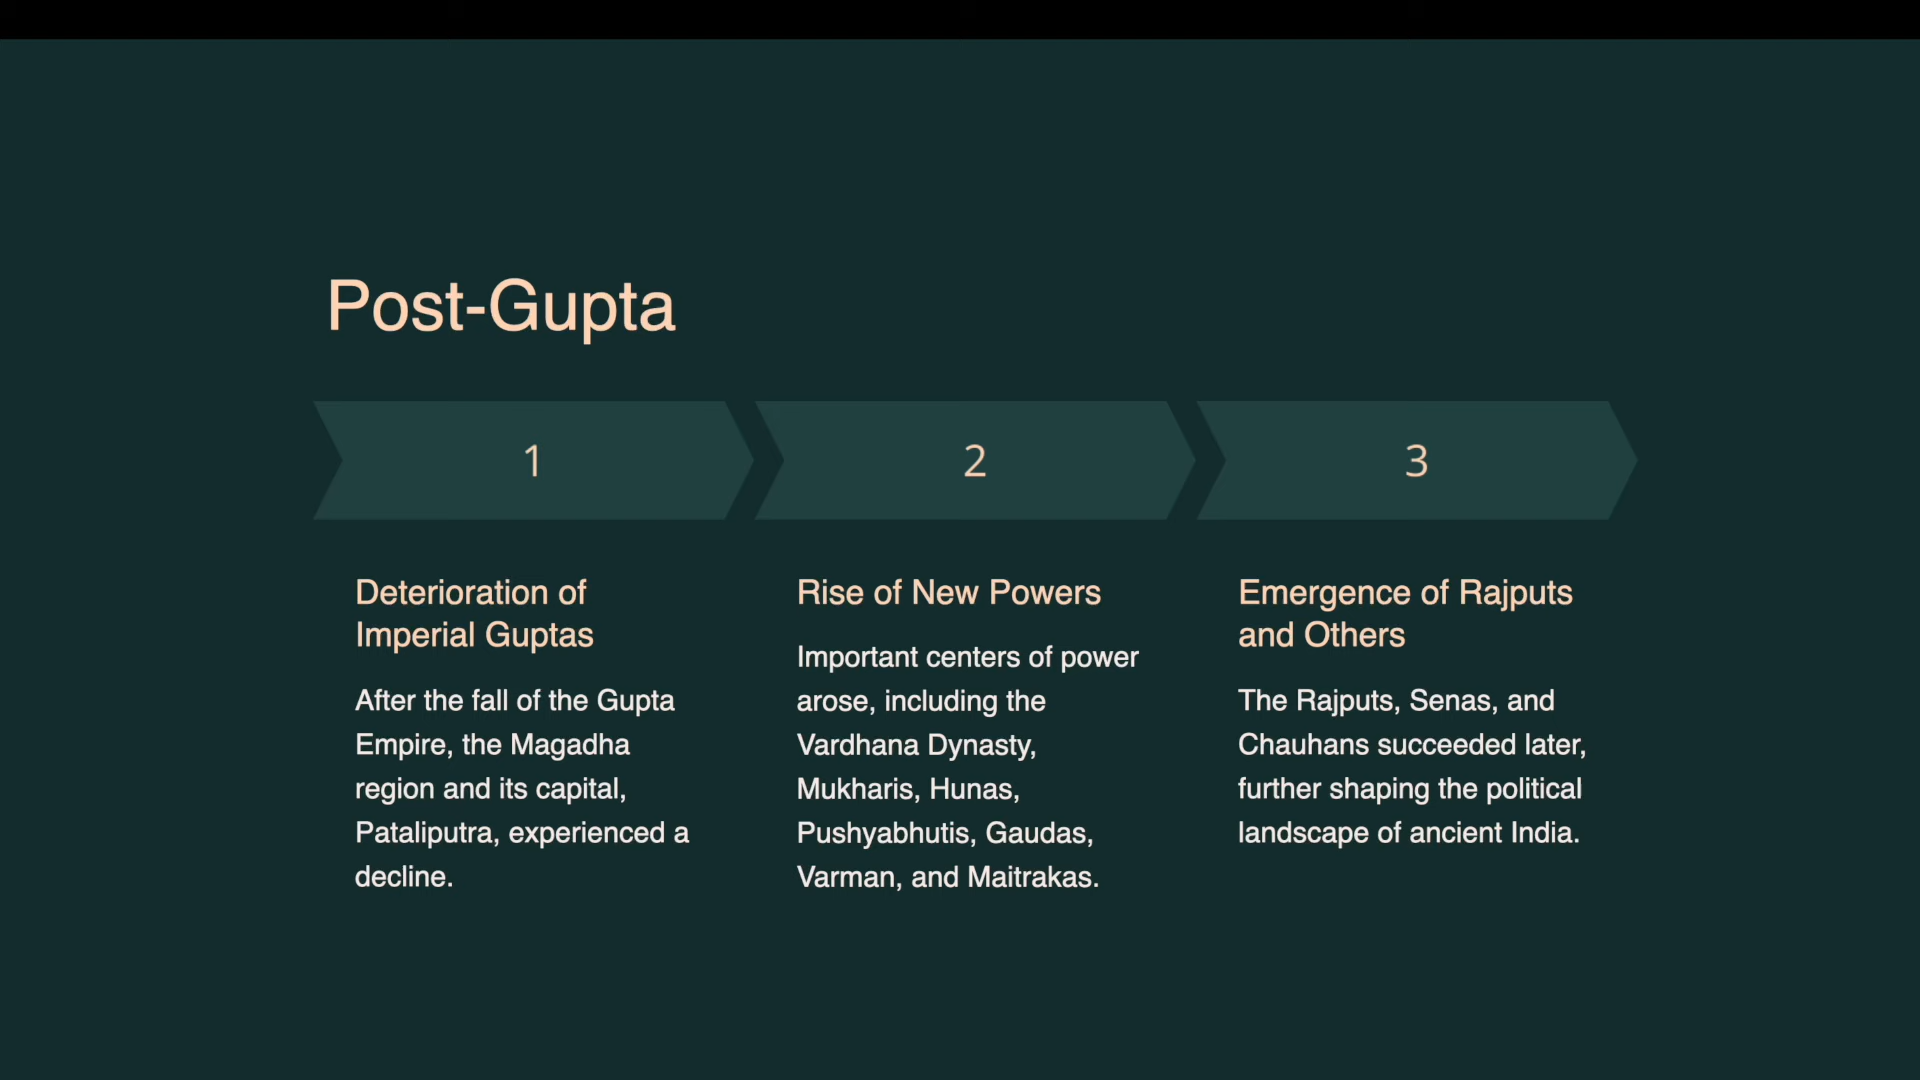 Post-Gupta
1
2
3
Deterioration of
Imperial Guptas
After the fall of the Gupta
Empire, the Magadha
region and its capital,
Pataliputra, experienced a
decline.
Rise of New Powers
Important centers of power
arose, including the
Vardhana Dynasty,
Mukharis, Hunas,
Pushyabhutis, Gaudas,
Varman, and Maitrakas.
Emergence of Rajputs
and Others
The Rajputs, Senas, and
Chauhans succeeded later,
further shaping the political
landscape of ancient India.